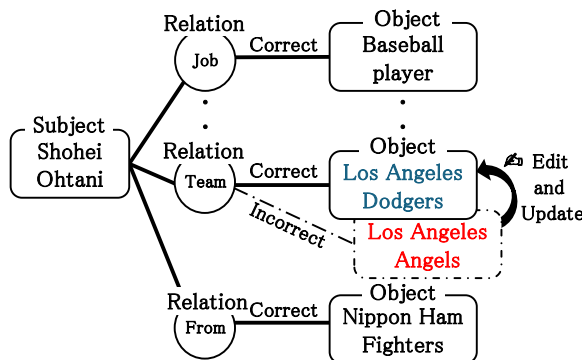 Relation
Job
Correct
Object
Baseball
player
Subject
Shohei
Ohtani
Relation
Team
Correct
Incorrect
Object
Los Angeles
Dodgers
Los Angeles
Angels
✍ Edit
and
Update
Relation
From
Correct
Object
Nippon Ham
Fighters